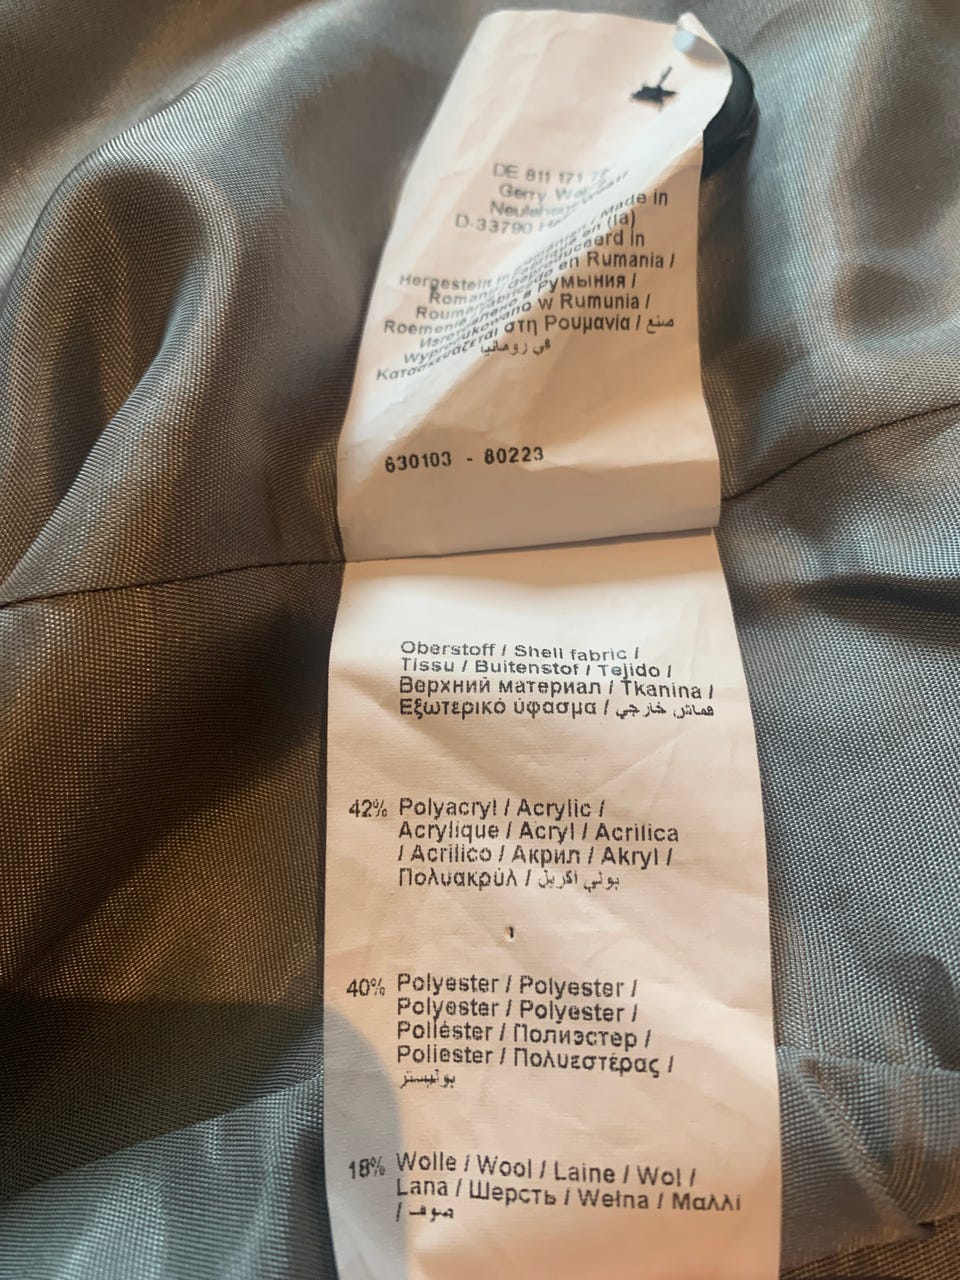 DE 811 171
Gerry
D-33790
Made in
(la)
en Rumania /
Румыния /
w Rumunia /
στη Ρουμανία / صنع
في رومانيا
630103 - 80223
Oberstoff / Shell fabric /
Tissu / Buitenstof / Tejido /
Верхний материал / Tkanina /
Εξωτερικό ύφασμα / قماش خارجي
42% Polyacryl / Acrylic /
Acrylique / Acryl / Acrilica
/ Acrílico / Акрил / Akryl /
Πολυακρύλ / بولي اكريل
40% Polyester / Polyester /
Polyester / Polyester /
Poliéster / Полиэстер /
Poliester / Πολυεστέρας /
بوليستر
18% Wolle / Wool / Laine / Wol /
Lana / Шерсть / Wełna / Μαλλί
/ صوف